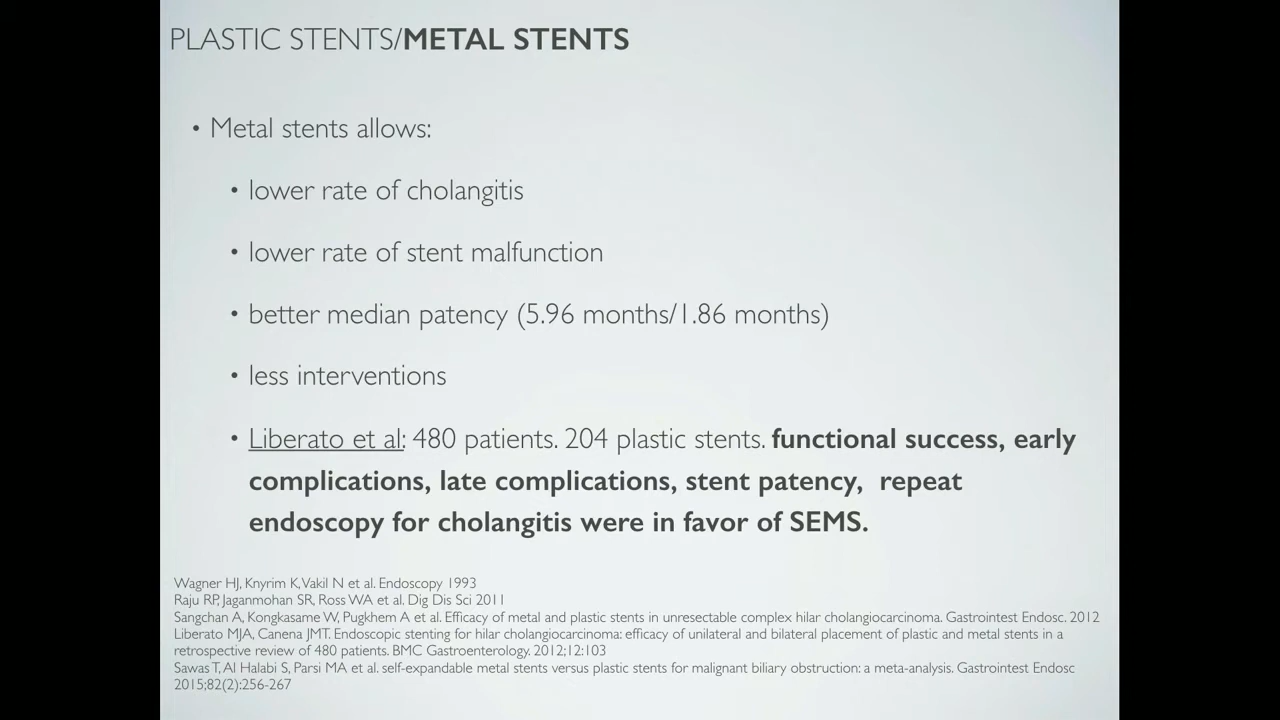 PLASTIC STENTS/METAL STENTS
• Metal stents allows:
• lower rate of cholangitis
• lower rate of stent malfunction
• better median patency (5.96 months/1.86 months)
• less interventions
• Liberato et al: 480 patients. 204 plastic stents. functional success, early
complications, late complications, stent patency, repeat
endoscopy for cholangitis were in favor of SEMS.
Wagner HJ, Knyrim K, Vakil N et al. Endoscopy 1993
Raju RP, Jaganmohan SR, Ross WA et al. Dig Dis Sci 2011
Sangchan A, Kongkasame W, Pugkhem A et al. Efficacy of metal and plastic stents in unresectable complex hilar cholangiocarcinoma. Gastrointest Endosc. 2012
Liberato MJA, Canena JMT. Endoscopic stenting for hilar cholangiocarcinoma: efficacy of unilateral and bilateral placement of plastic and metal stents in a
retrospective review of 480 patients. BMC Gastroenterology. 2012;12:103
Sawas T, Al Halabi S, Parsi MA et al. self-expandable metal stents versus plastic stents for malignant biliary obstruction: a meta-analysis. Gastrointest Endosc
2015;82(2):256-267